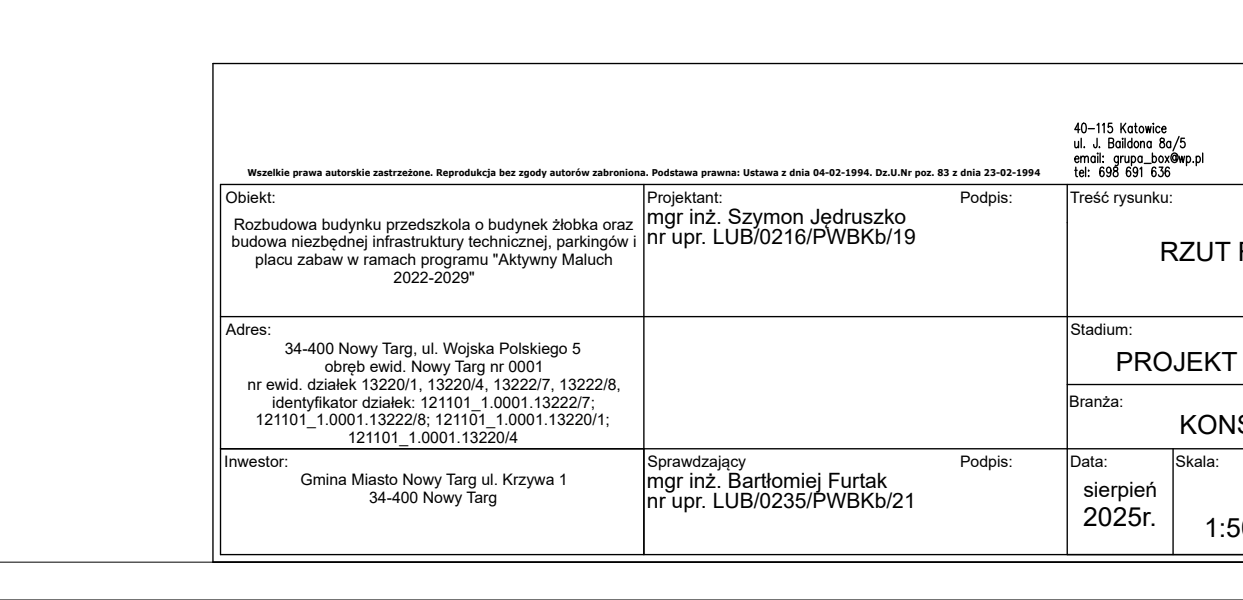 40-115 Katowice
ul. J. Baildona 8a/5
email: grupa_box@wp.pl
tel: 698 691 636
Wszelkie prawa autorskie zastrzeżone. Reprodukcja bez zgody autorów zabroniona. Podstawa prawna: Ustawa z dnia 04-02-1994. Dz.U.Nr poz. 83 z dnia 23-02-1994
Obiekt:
Rozbudowa budynku przedszkola o budynek żłobka oraz
budowa niezbędnej infrastruktury technicznej, parkingów i
placu zabaw w ramach programu "Aktywny Maluch
2022-2029"
Projektant:
Podpis:
mgr inż. Szymon Jędruszko
nr upr. LUB/0216/PWBKb/19
Treść rysunku:
RZUT
Adres:
34-400 Nowy Targ, ul. Wojska Polskiego 5
obręb ewid. Nowy Targ nr 0001
nr ewid. działek 13220/1, 13220/4, 13222/7, 13222/8,
identyfikator działek: 121101_1.0001.13222/7;
121101_1.0001.13222/8; 121101_1.0001.13220/1;
121101_1.0001.13220/4
Stadium:
PROJEKT
Branża:
KONS
Inwestor:
Gmina Miasto Nowy Targ ul. Krzywa 1
34-400 Nowy Targ
Sprawdzający
Podpis:
mgr inż. Bartłomiej Furtak
nr upr. LUB/0235/PWBKb/21
Data:
sierpień
2025r.
Skala:
1:5